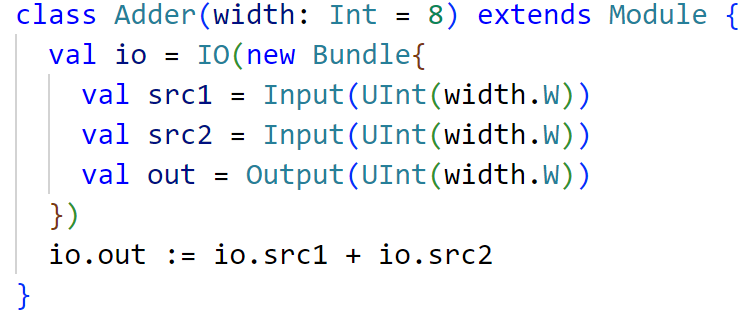 class Adder(width: Int = 8) extends Module {
  val io = IO(new Bundle{
    val src1 = Input(UInt(width.W))
    val src2 = Input(UInt(width.W))
    val out = Output(UInt(width.W))
  })
  io.out := io.src1 + io.src2
}